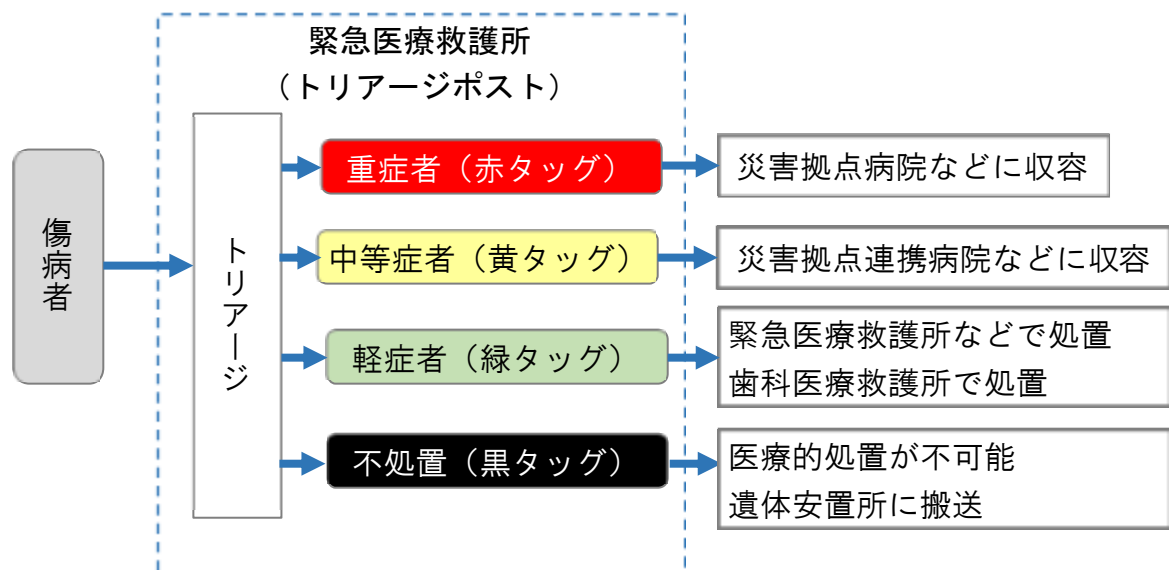 緊急医療救護所
（トリアージポスト）
傷病者
トリアージ
重症者（赤タッグ）
災害拠点病院などに収容
中等症者（黄タッグ）
災害拠点連携病院などに収容
軽症者（緑タッグ）
緊急医療救護所などで処置
歯科医療救護所で処置
不処置（黒タッグ）
医療的処置が不可能
遺体安置所に搬送